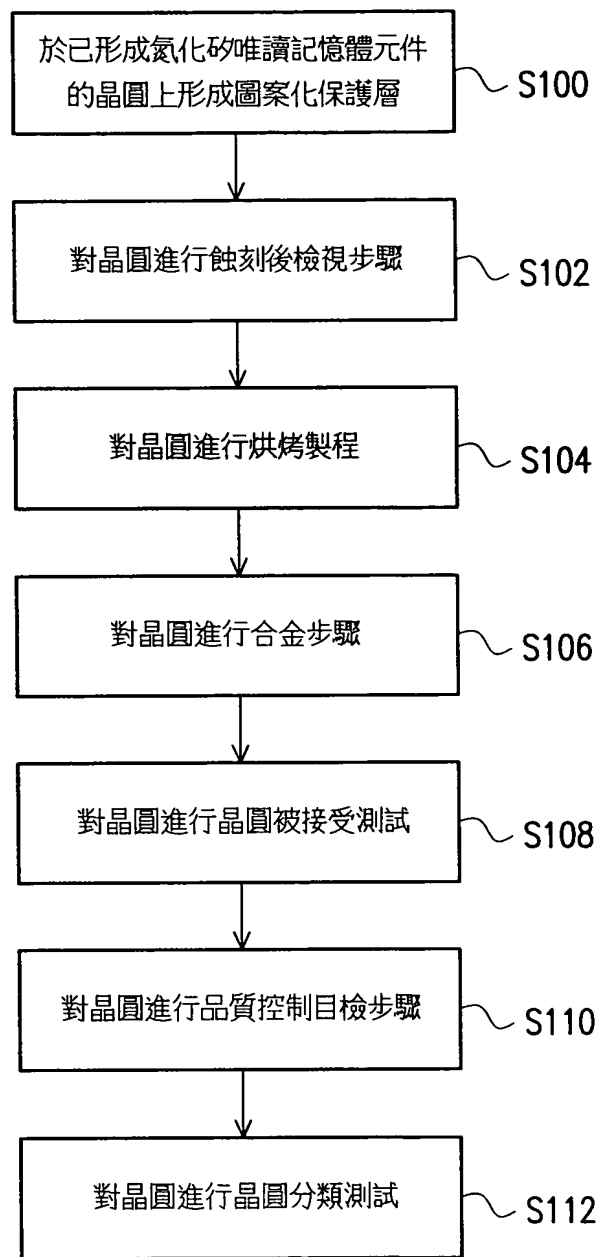 於已形成氮化矽唯讀記憶體元件
的晶圓上形成圖案化保護層
S100
對晶圓進行蝕刻後檢視步驟
S102
對晶圓進行烘烤製程
S104
對晶圓進行合金步驟
S106
對晶圓進行晶圓被接受測試
S108
對晶圓進行品質控制目檢步驟
S110
對晶圓進行晶圓分類測試
S112